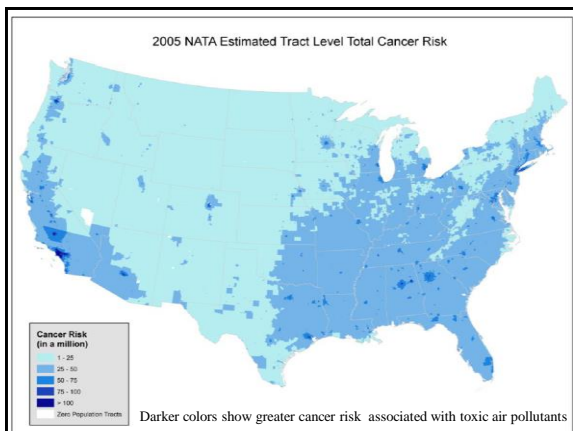 2005 NATA Estimated Tract Level Total Cancer Risk
Cancer Risk
(in a million)
1 - 25
25 - 50
50 - 75
75 - 100
> 100
Zero Population Tracts
Darker colors show greater cancer risk associated with toxic air pollutants